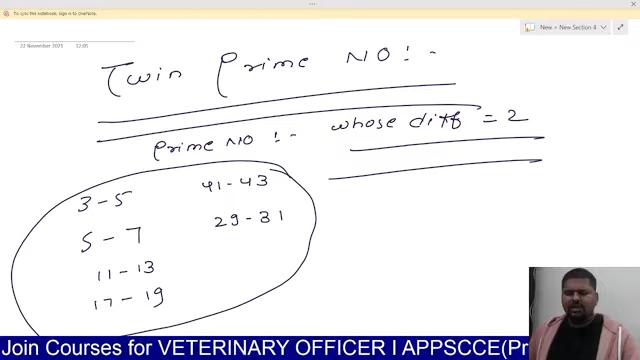 To sync this notebook, sign in to OneNote.
New Section 4
22 November 2021 12:05
Twin Prime NO :-
Prime NO :- whose diff = 2
3 - 5 41 - 43
5 - 7 29 - 31
11 - 13
17 - 19
Join Courses for VETERINARY OFFICER I APPSCCE(Pr